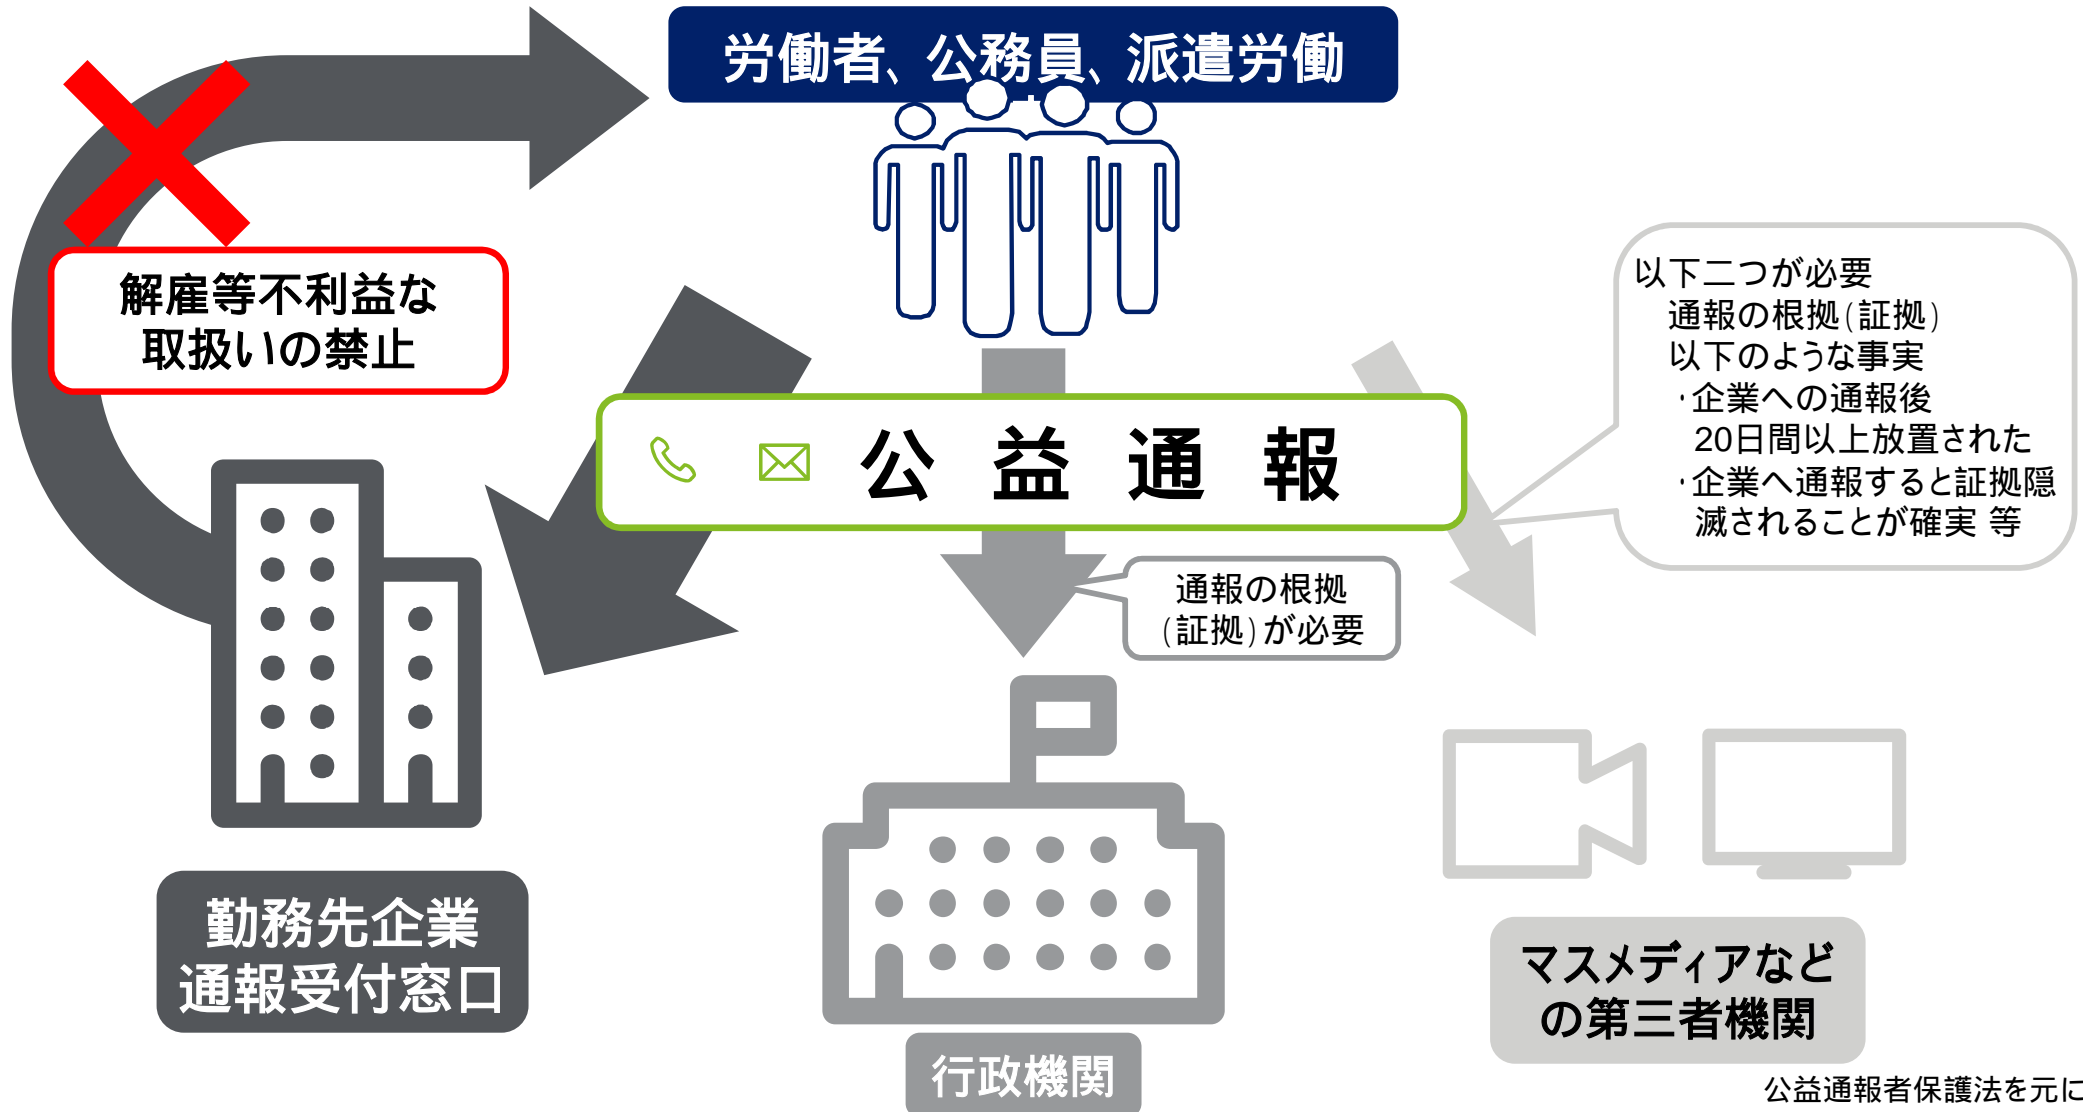 労働者、公務員、派遣労働
解雇等不利益な
取扱いの禁止
公益通報
以下二つが必要
通報の根拠(証拠)
以下のような事実
・企業への通報後
20日間以上放置された
・企業へ通報すると証拠隠
滅されることが確実 等
通報の根拠
(証拠)が必要
勤務先企業
通報受付窓口
行政機関
マスメディアなど
の第三者機関
公益通報者保護法を元に